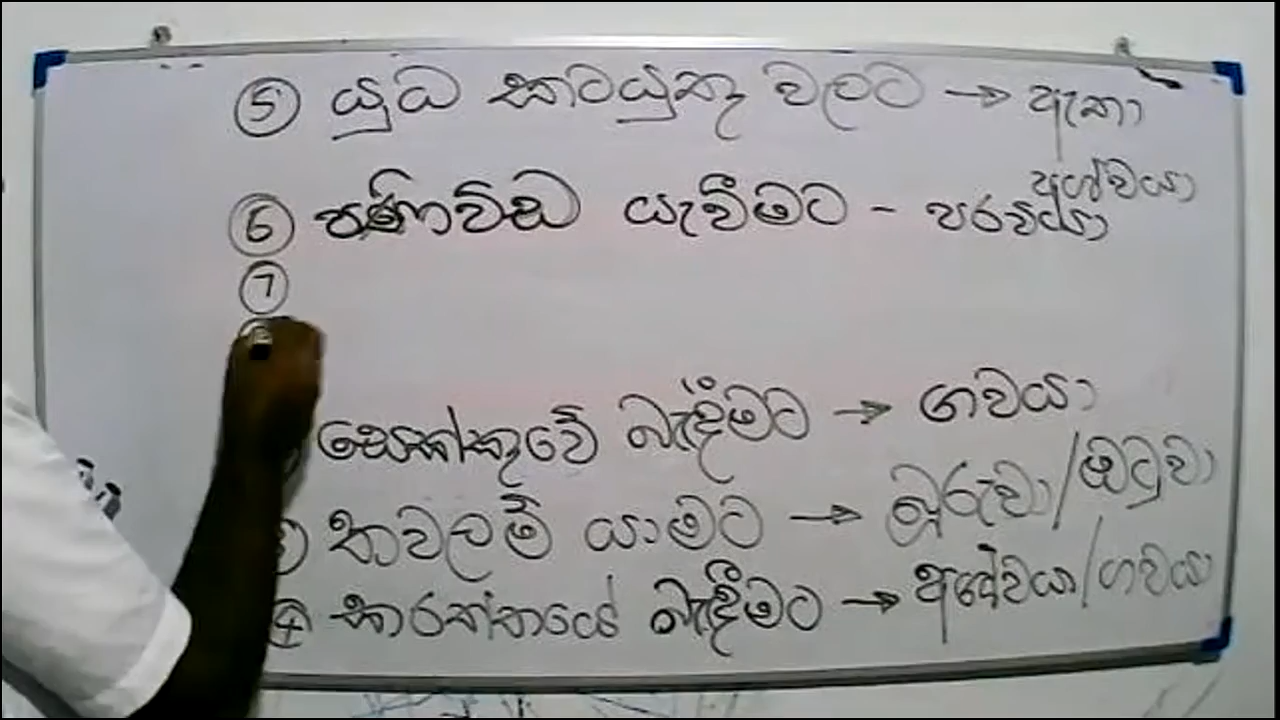 ⑤ යුධ කටයුතු වලට → ඇතා
අශ්වයා
⑥ පණිවිඩ යැවීමට - පරවියා
⑦
සෙක්කුවේ බැඳීමට → ගවයා
තවලම් යාමට → බූරුවා/ඔටුවා
④ කරත්තයේ බැඳීමට → අශ්වයා/ගවයා